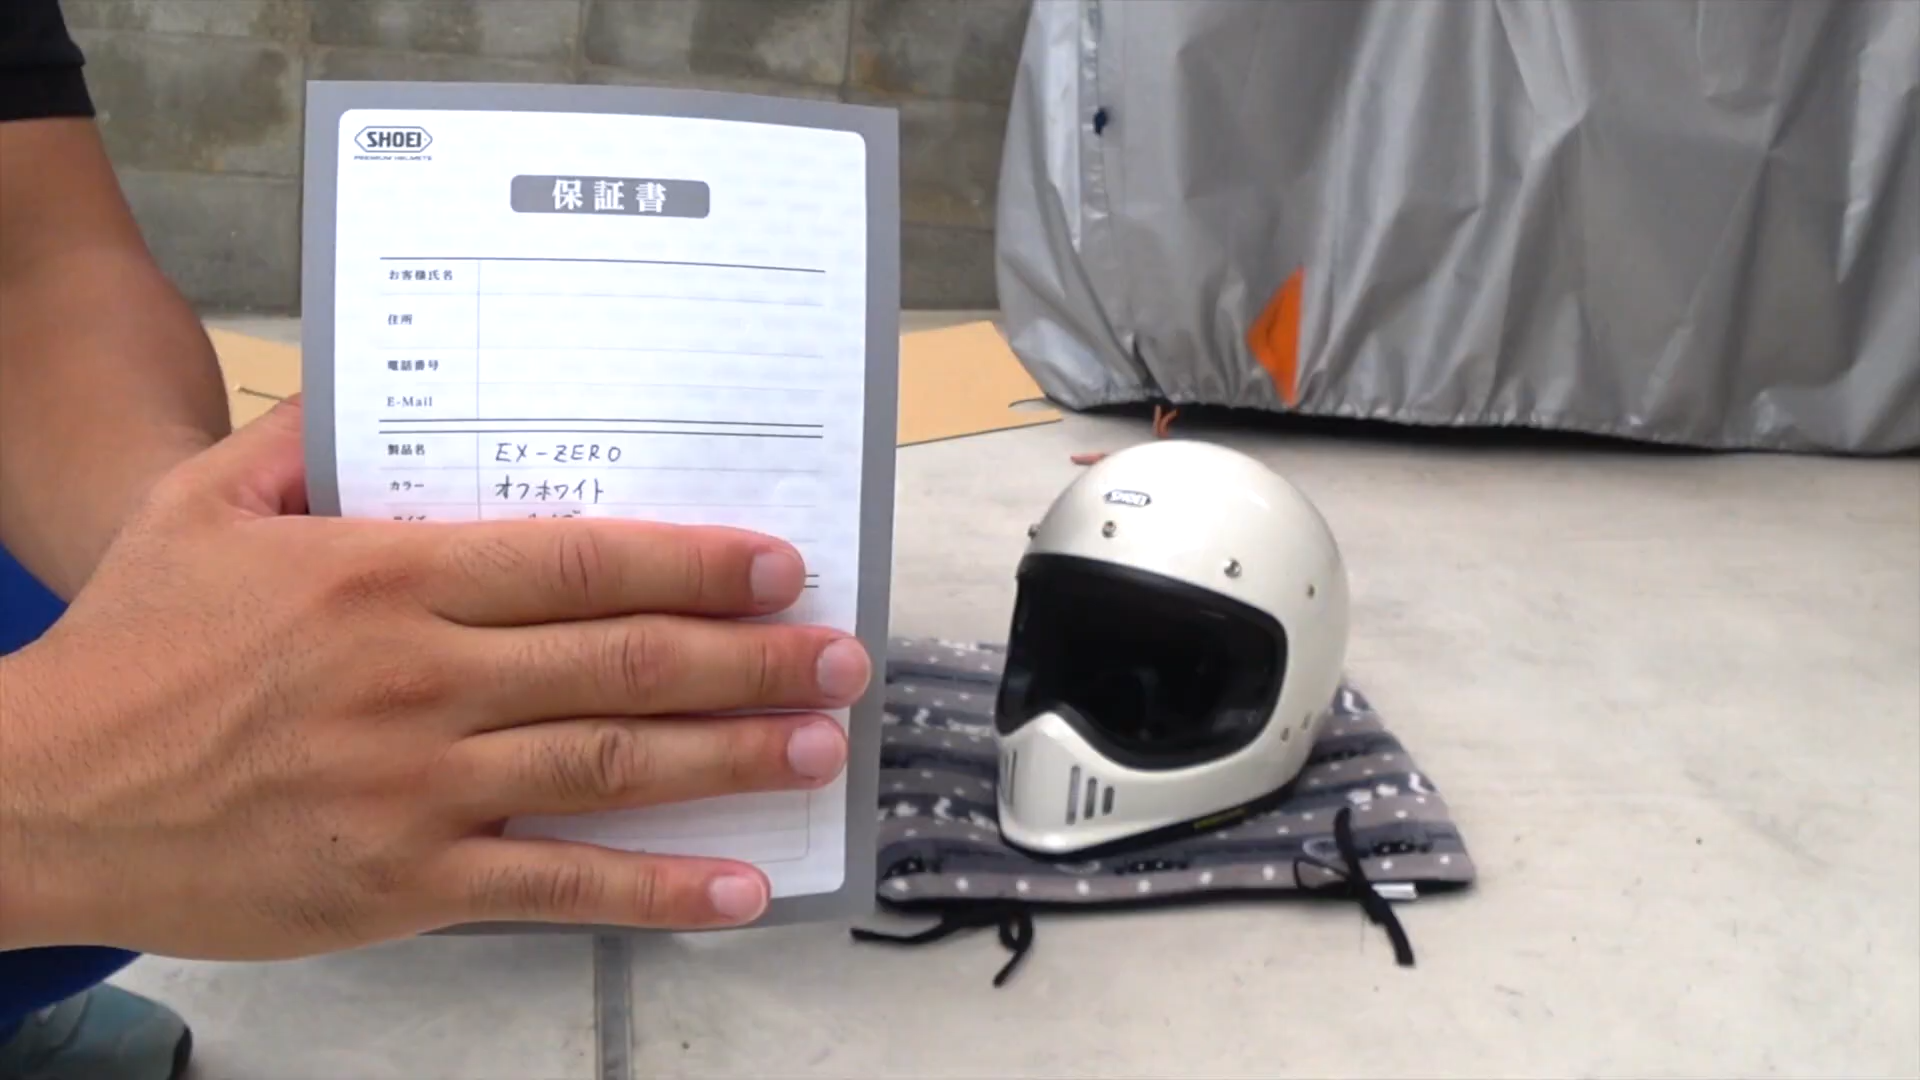 SHOEI
PREMIUM HELMETS
保証書
お客様氏名
住所
電話番号
E-Mail
製品名 EX-ZERO
カラー オフホワイト
SHOEI